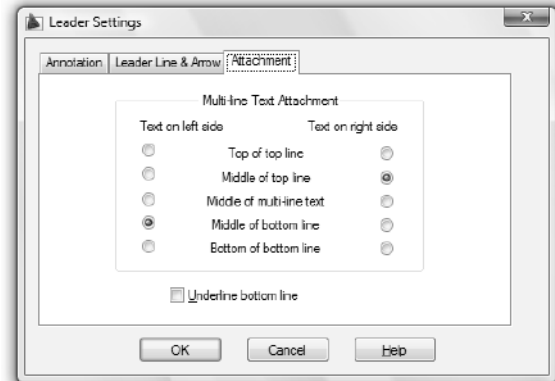 Leader Settings
Annotation Leader Line & Arrow Attachment
Multi-line Text Attachment
Text on left side Text on right side
Top of top line
Middle of top line
Middle of multi-line text
Middle of bottom line
Bottom of bottom line
Underline bottom line
OK Cancel Help